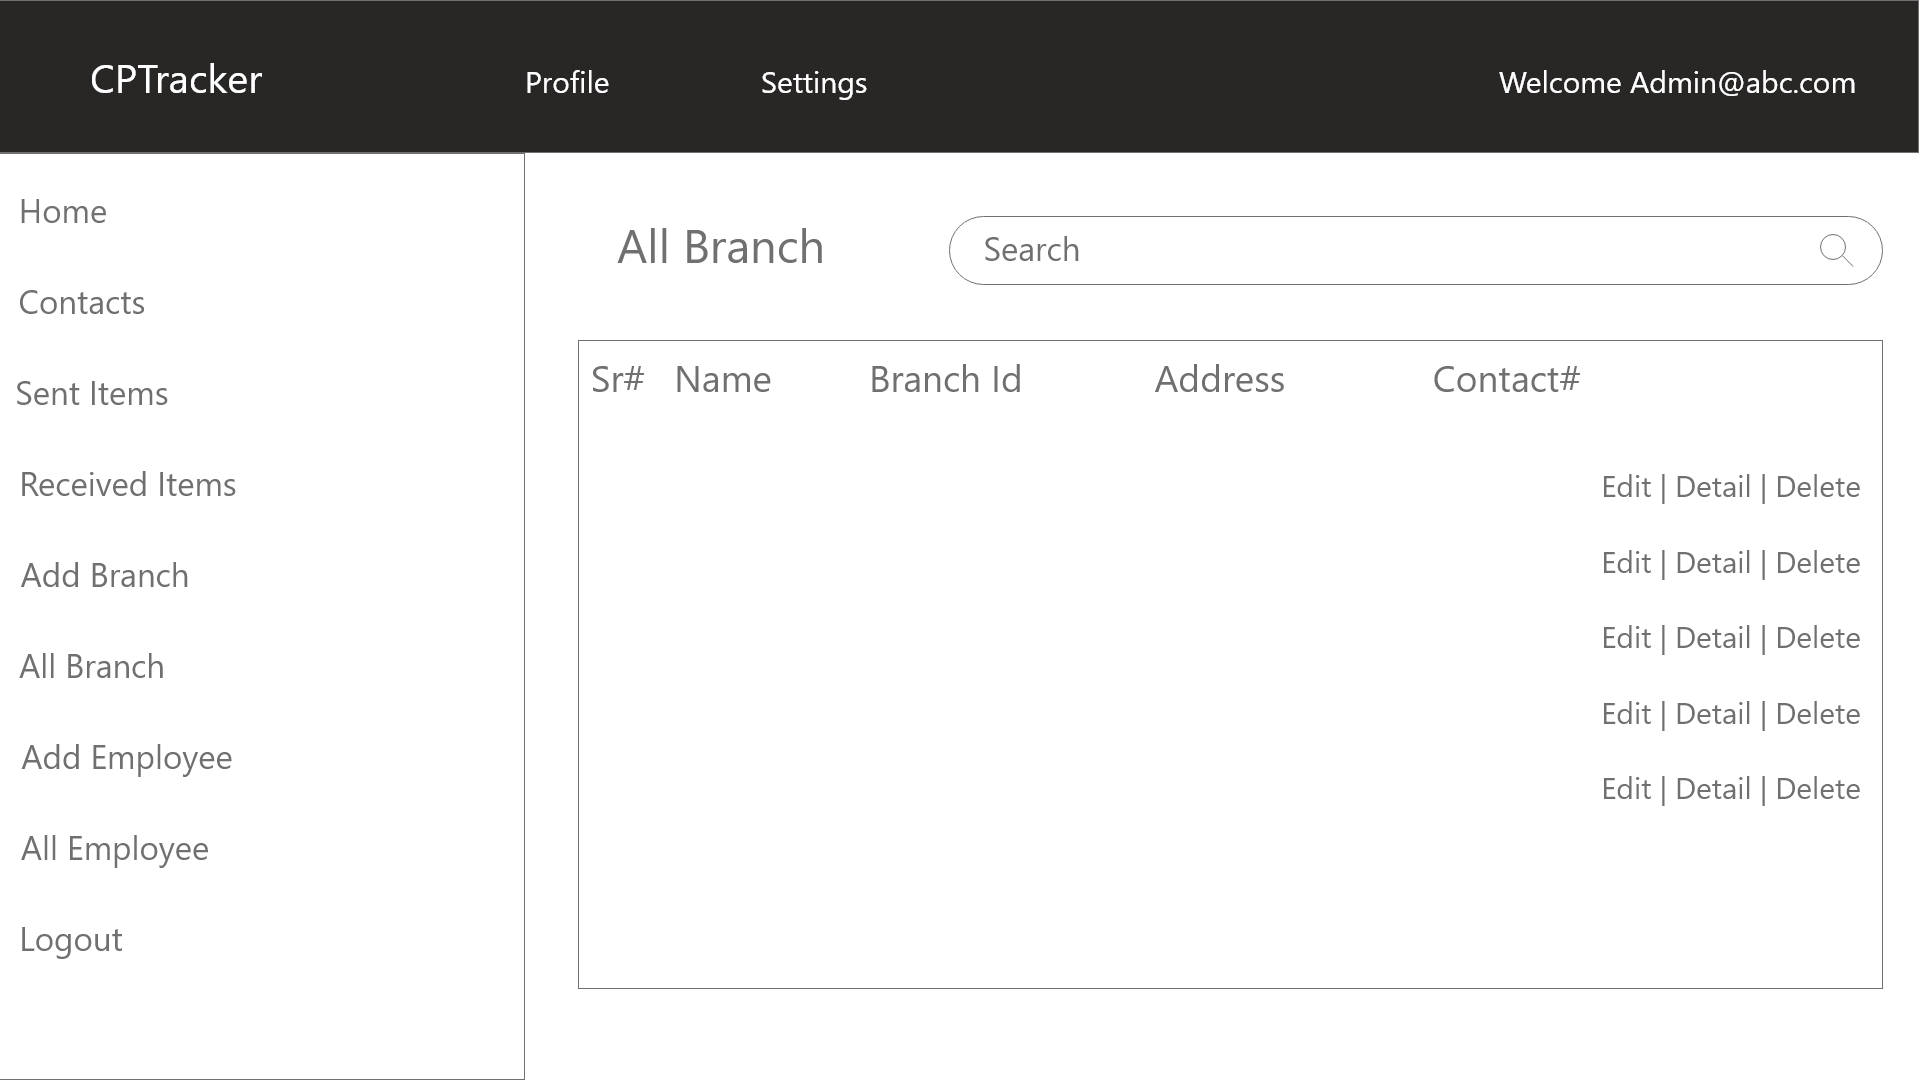 CPTracker Profile Settings Welcome Admin@abc.com
Home
Contacts
Sent Items
Received Items
Add Branch
All Branch
Add Employee
All Employee
Logout
All Branch
Search
Sr# Name Branch Id Address Contact#
Edit | Detail | Delete
Edit | Detail | Delete
Edit | Detail | Delete
Edit | Detail | Delete
Edit | Detail | Delete